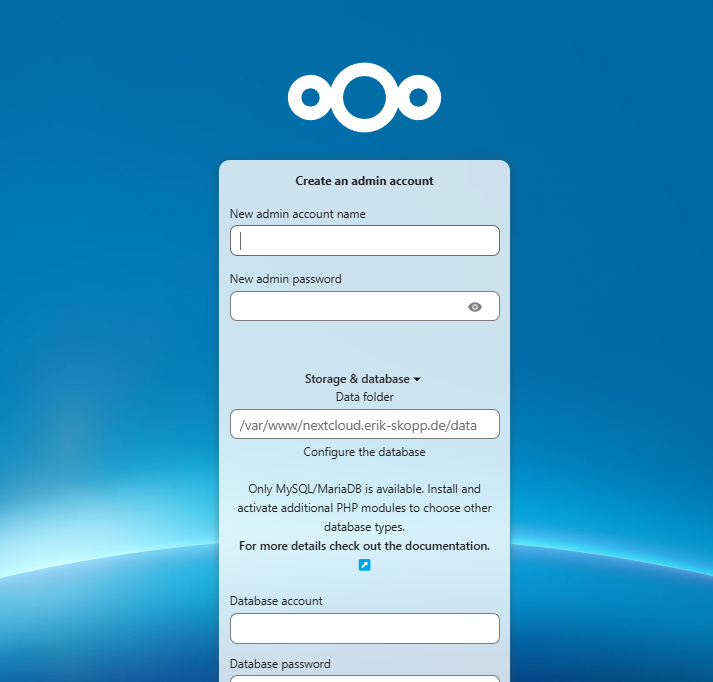 Create an admin account
New admin account name
New admin password
Storage & database
Data folder
/var/www/nextcloud.erik-skopp.de/data
Configure the database
Only MySQL/MariaDB is available. Install and
activate additional PHP modules to choose other
database types.
For more details check out the documentation.
Database account
Database password